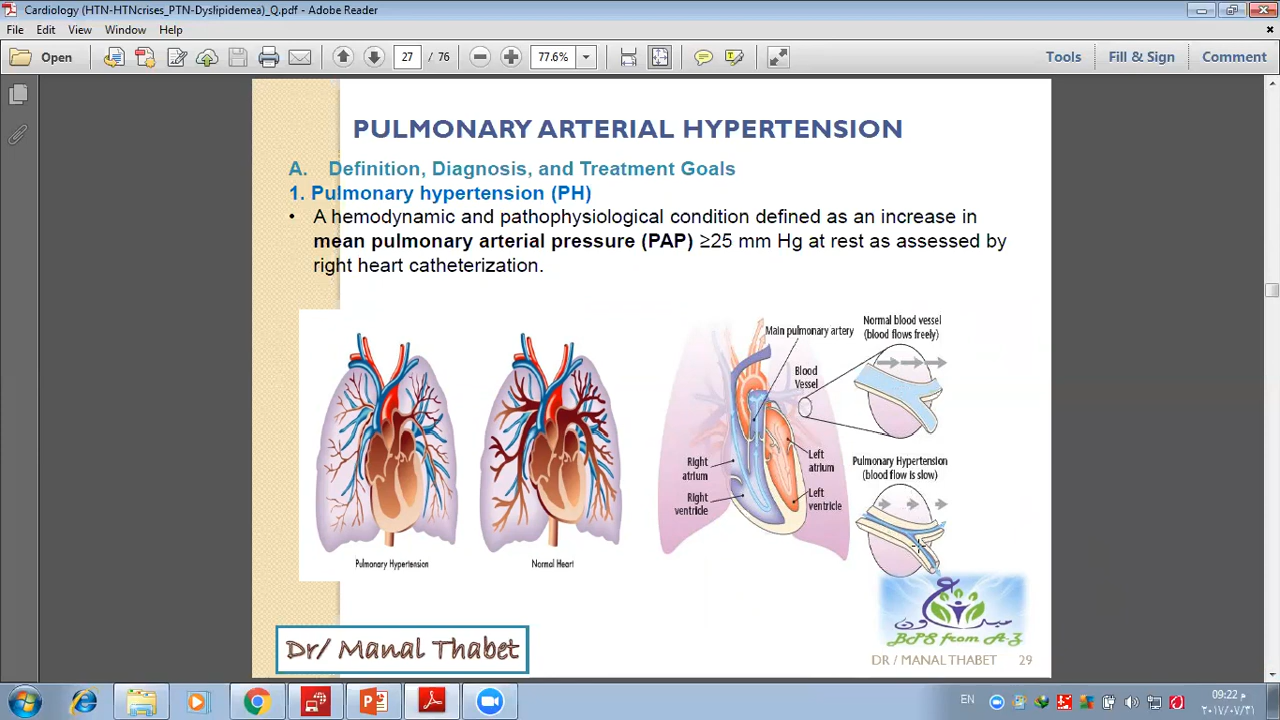 Cardiology (HTN-HTNcrises_PTN-Dyslipidemea)_Q.pdf - Adobe Reader
File Edit View Window Help
Open 27 / 76 77.6% Tools Fill & Sign Comment
PULMONARY ARTERIAL HYPERTENSION
A. Definition, Diagnosis, and Treatment Goals
1. Pulmonary hypertension (PH)
• A hemodynamic and pathophysiological condition defined as an increase in
mean pulmonary arterial pressure (PAP) ≥25 mm Hg at rest as assessed by
right heart catheterization.
Pulmonary Hypertension
Normal Heart
Main pulmonary artery
Blood
Vessel
Right
atrium
Right
ventricle
Left
atrium
Left
ventricle
Normal blood vessel
(blood flows freely)
Pulmonary Hypertension
(blood flow is slow)
BPS from A-Z
Dr/ Manal Thabet
DR / MANAL THABET 29
EN
09:22 م
٢٠١٧/٠٧/٣١